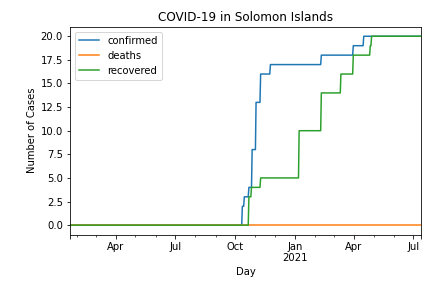 COVID-19 in Solomon Islands
confirmed
deaths
recovered
Number of Cases
20.0
17.5
15.0
12.5
10.0
7.5
5.0
2.5
0.0
Apr Jul Oct Jan Apr Jul
2021
Day